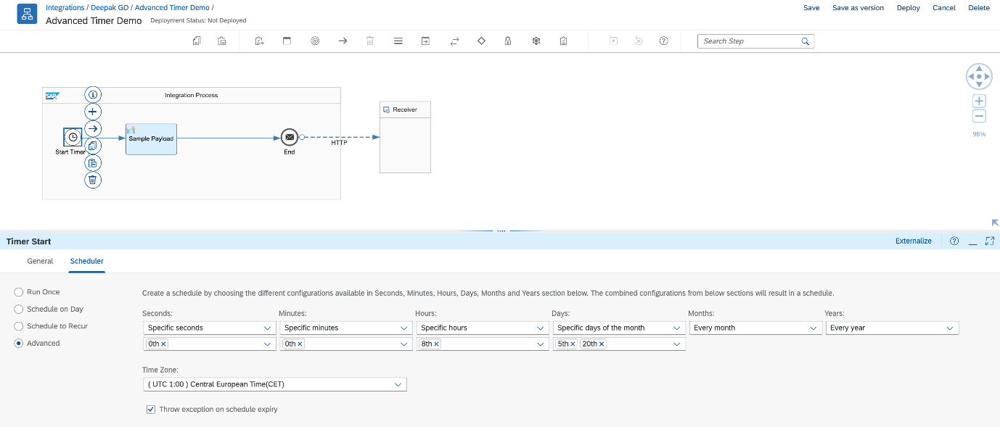 Integrations / Deepak GD / Advanced Timer Demo /
Save Save as version Deploy Cancel Delete
Advanced Timer Demo Deployment Status: Not Deployed
Search Step
SAP Integration Process
Receiver
Sample Payload
HTTP
Start Timer
End
96%
Timer Start
Externalize
General Scheduler
Run Once
Schedule on Day
Schedule to Recur
Advanced
Create a schedule by choosing the different configurations available in Seconds, Minutes, Hours, Days, Months and Years section below. The combined configurations from below sections will result in a schedule.
Seconds: Minutes: Hours: Days: Months: Years:
Specific seconds Specific minutes Specific hours Specific days of the month Every month Every year
0th 0th 8th 5th 20th
Time Zone:
( UTC 1:00 ) Central European Time(CET)
Throw exception on schedule expiry